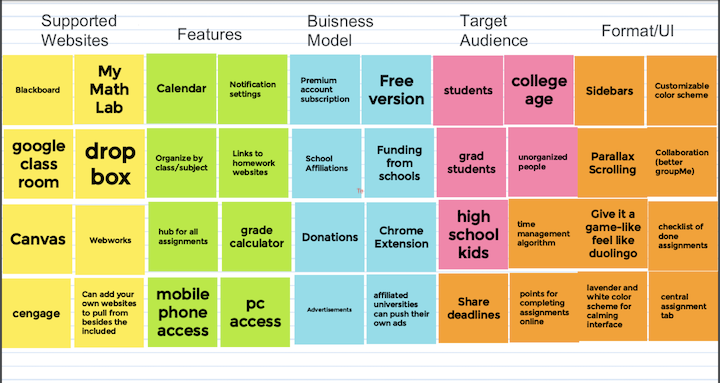 Supported
Websites
Features
Buisness
Model
Target
Audience
Format/UI
Blackboard
My
Math
Lab
Calendar
Notification
settings
Premium
account
subscription
Free
version
students
college
age
Sidebars
Customizable
color scheme
google
class
room
drop
box
Organize by
class/subject
Links to
homework
websites
School
Affiliations
Funding
from
schools
grad
students
unorganized
people
Parallax
Scrolling
Collaboration
(better
groupMe)
Canvas
Webworks
hub for all
assignments
grade
calculator
Donations
Chrome
Extension
high
school
kids
time
management
algorithm
Give it a
game-like
feel like
duolingo
checklist of
done
assignments
cengage
Can add your
own websites
to pull from
besides the
included
mobile
phone
access
pc
access
Advertisements
affiliated
universities
can push their
own ads
Share
deadlines
points for
completing
assignments
online
lavender and
white color
scheme for
calming
interface
central
assignment
tab